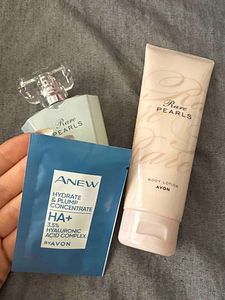 Rare
PEARLS
Rare
PEARLS
BODY LOTION
AVON
ANEW
HYDRATE
& PLUMP
CONCENTRATE
HA+
3.5%
HYALURONIC
ACID COMPLEX
BY AVON